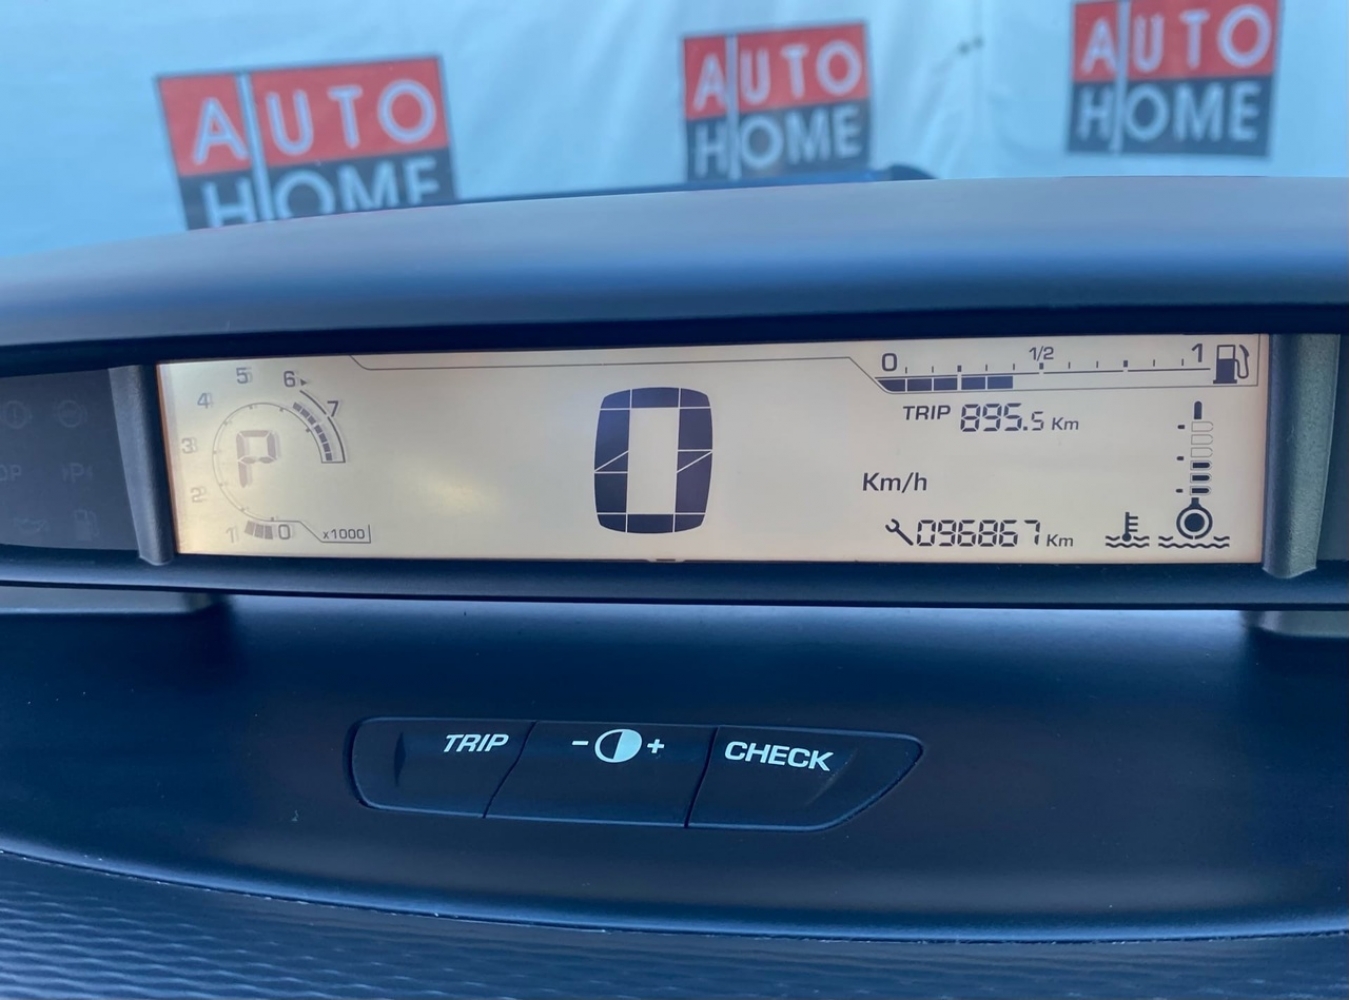 AUTO
HOME
AUTO
HOME
AUTO
HOME
0 1/2 1
5 6 7
4
3
2
1 0 x1000
P
0
TRIP 895.5 Km
Km/h
096867 Km
TRIP - + CHECK